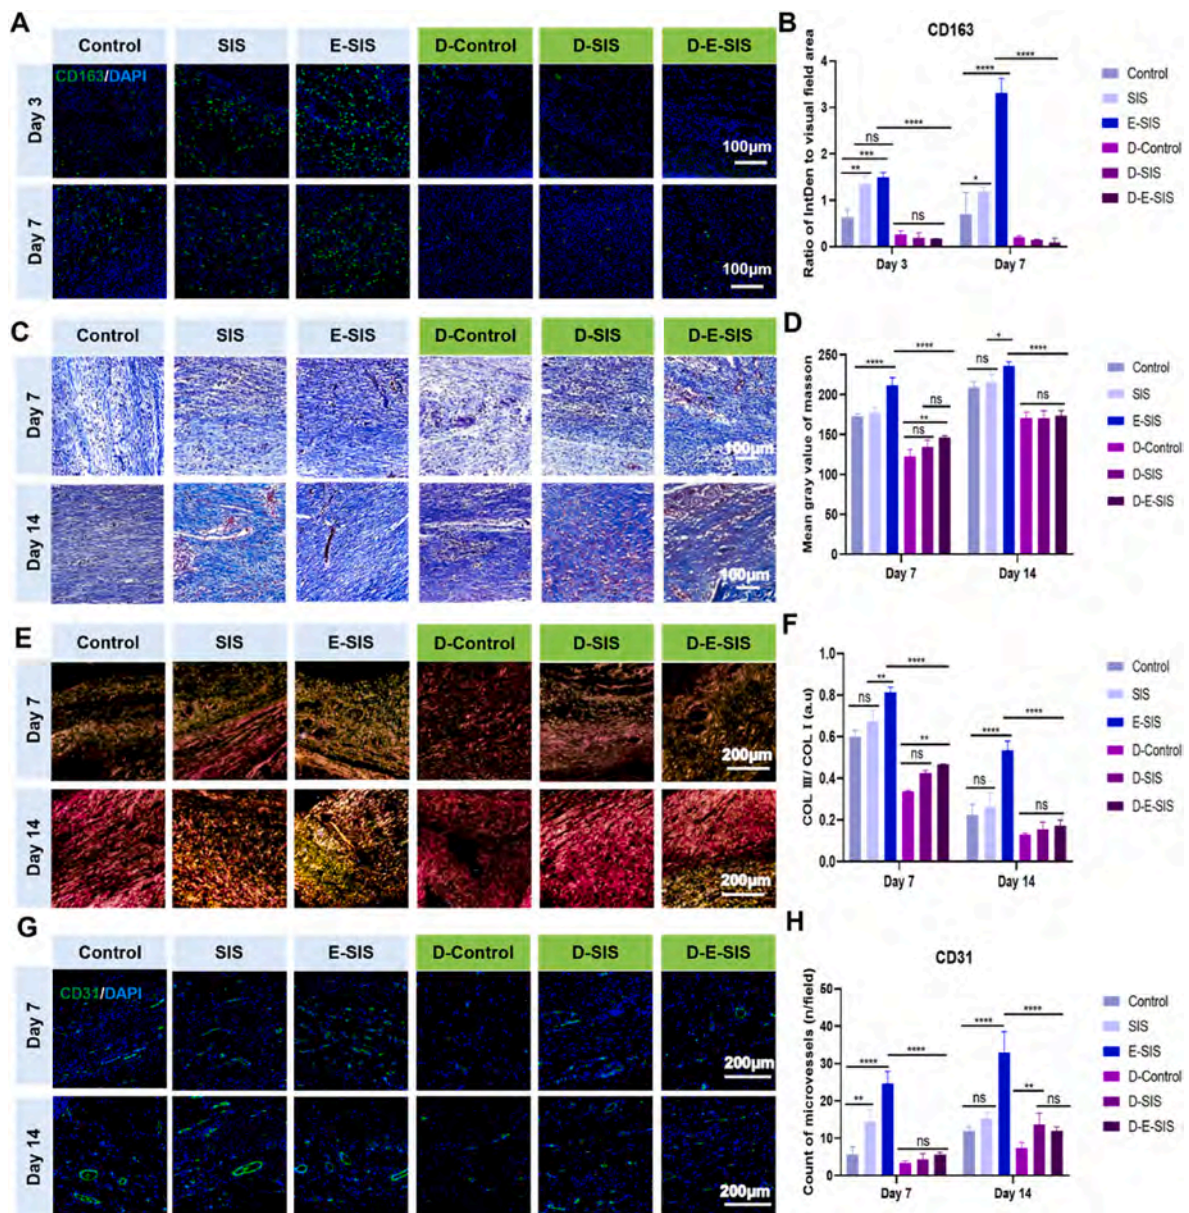 A
Control SIS E-SIS D-Control D-SIS D-E-SIS
CD163/DAPI
Day 3
100μm
Day 7
100μm
B
CD163
Ratio of IntDen to visual field area
4
3
2
1
0
**** ****
**** ns *** ** ns
* 
Day 3 Day 7
Control
SIS
E-SIS
D-Control
D-SIS
D-E-SIS
C
Control SIS E-SIS D-Control D-SIS D-E-SIS
Day 7
100μm
Day 14
100μm
D
Mean gray value of masson
250
200
150
100
50
0
**** **** ns ** ns
* ns **** ns
Day 7 Day 14
Control
SIS
E-SIS
D-Control
D-SIS
D-E-SIS
E
Control SIS E-SIS D-Control D-SIS D-E-SIS
Day 7
200μm
Day 14
200μm
F
COL III/ COL I (a.u)
1.0
0.8
0.6
0.4
0.2
0.0
**** ** ns ** ns
**** **** ns ns
Day 7 Day 14
Control
SIS
E-SIS
D-Control
D-SIS
D-E-SIS
G
Control SIS E-SIS D-Control D-SIS D-E-SIS
CD31/DAPI
Day 7
200μm
Day 14
200μm
H
CD31
Count of microvessels (n/field)
50
40
30
20
10
0
**** **** ** ns
**** **** ns ** ns
Day 7 Day 14
Control
SIS
E-SIS
D-Control
D-SIS
D-E-SIS